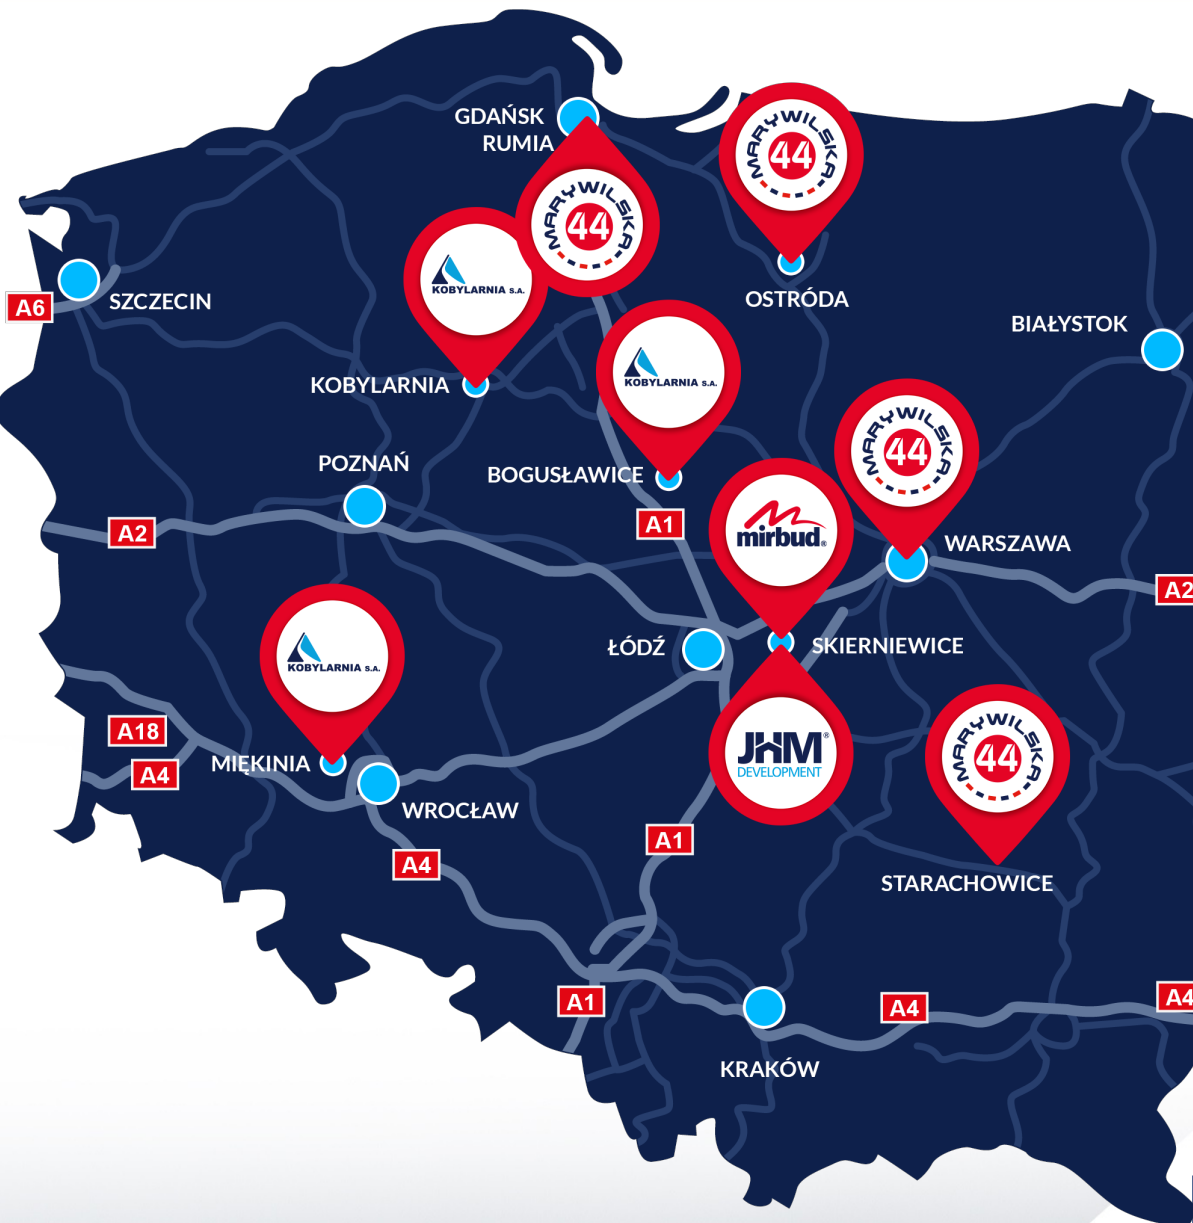 GDAŃSK
RUMIA
MARYWILSKA
44
MARYWILSKA
44
KOBYLARNIA S.A.
OSTRÓDA
A6
SZCZECIN
BIAŁYSTOK
KOBYLARNIA
KOBYLARNIA S.A.
MARYWILSKA
44
POZNAŃ
BOGUSŁAWICE
A2
A1
mirbud®
WARSZAWA
A2
ŁÓDŹ
SKIERNIEWICE
KOBYLARNIA S.A.
A18
A4
MIĘKINIA
JHM®
DEVELOPMENT
MARYWILSKA
44
WROCŁAW
A4
A1
STARACHOWICE
A1
A4
A4
KRAKÓW